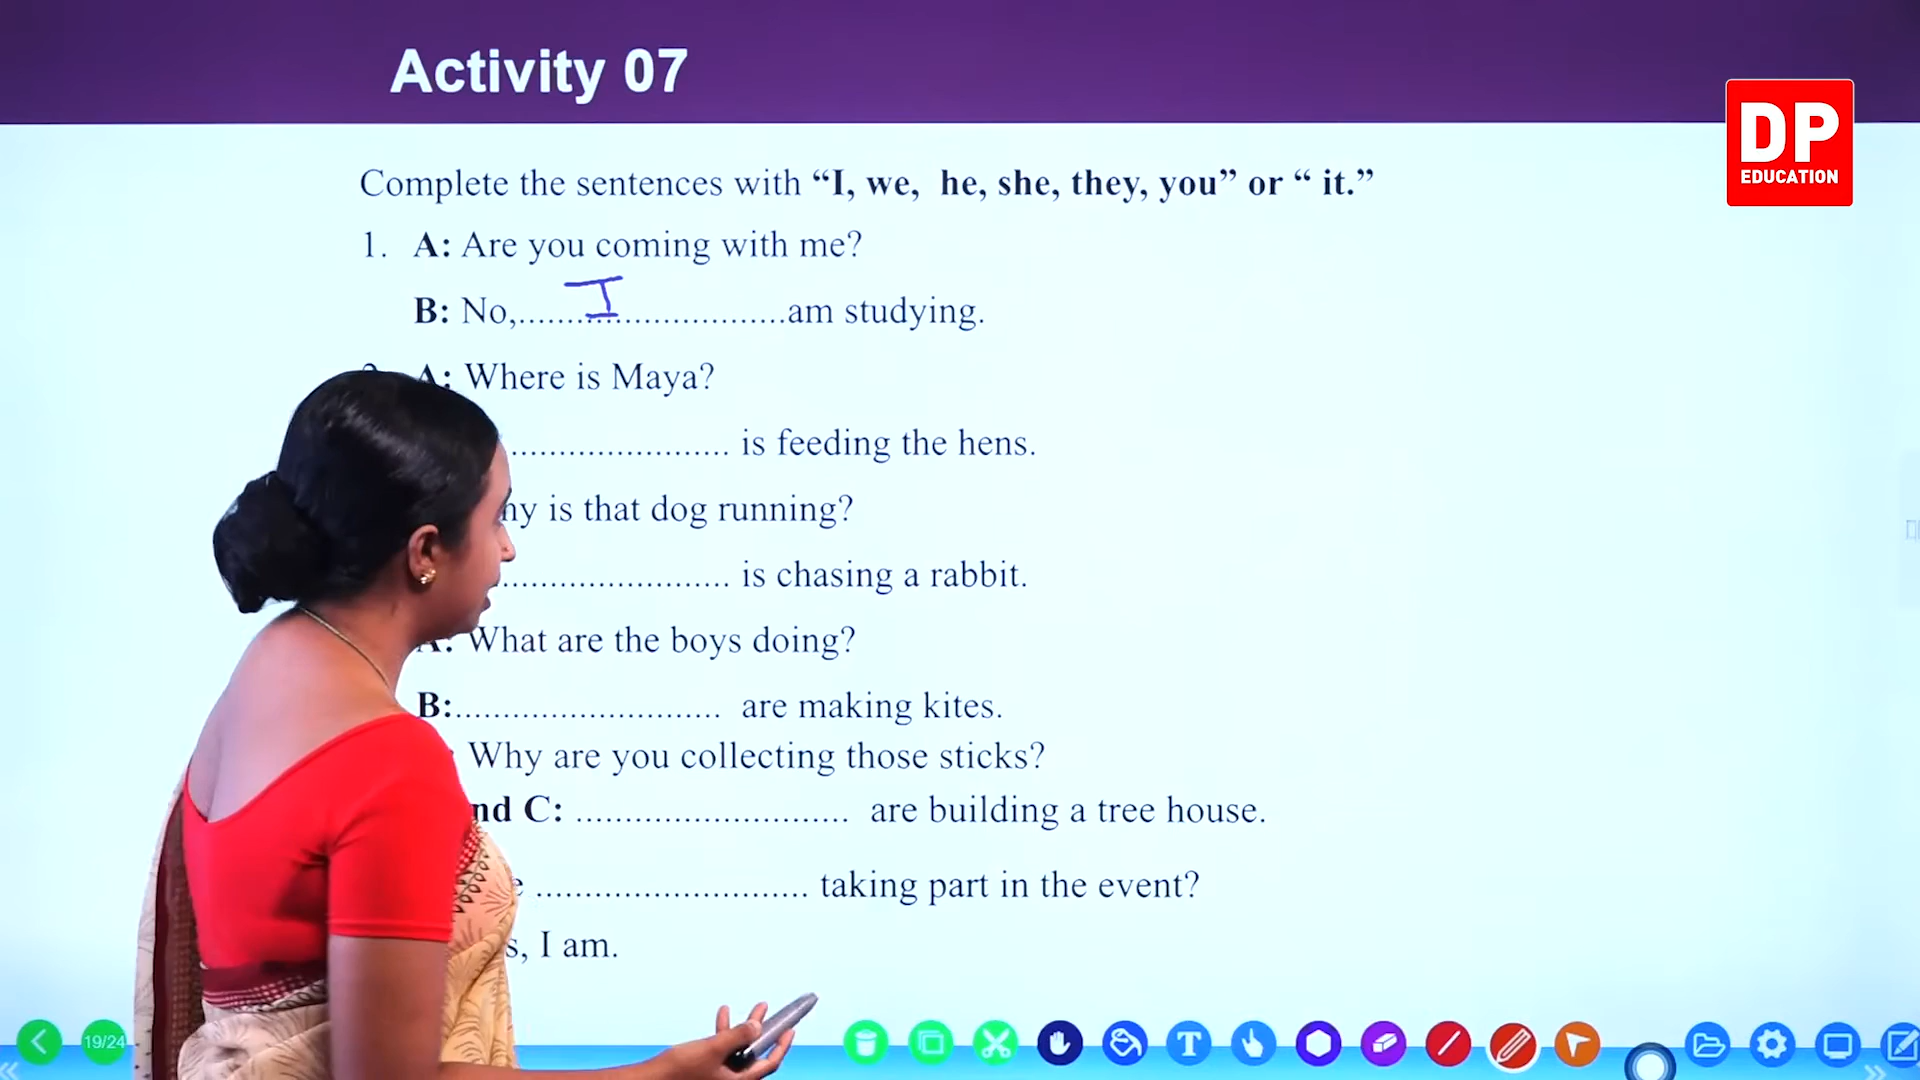 Activity 07
DP
EDUCATION
Complete the sentences with “I, we, he, she, they, you” or “ it.”
1. A: Are you coming with me?
I
B: No,...........................am studying.
A: Where is Maya?
...................... is feeding the hens.
is that dog running?
....................... is chasing a rabbit.
A: What are the boys doing?
B:........................... are making kites.
Why are you collecting those sticks?
C: ............................ are building a tree house.
............................ taking part in the event?
I am.
19/24
T